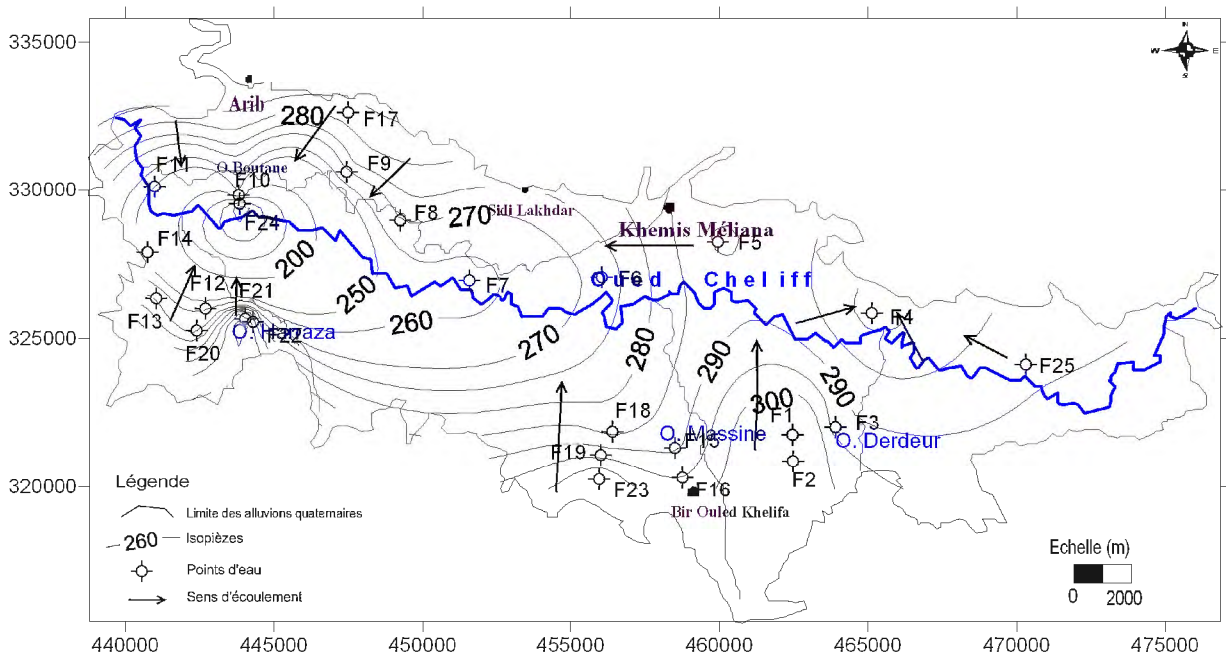 335000
330000
325000
320000
440000
445000
450000
455000
460000
465000
470000
475000
W
E
Arib
280
F17
F11
O.Boutane
F10
F9
F24
F8
270
Sidi Lakhdar
Khemis Méliana
F5
F14
200
250
F7
F6
Oued Cheliff
F12
F21
F13
F20
F22
O. Harraza
260
270
280
290
300
290
F4
F25
F18
F19
F23
O. Massine
F15
F16
F1
F2
F3
O. Derdeur
Bir Ouled Khelifa
Légende
Limite des alluvions quaternaires
260
Isopièzes
Points d'eau
Sens d'écoulement
Echelle (m)
0 2000